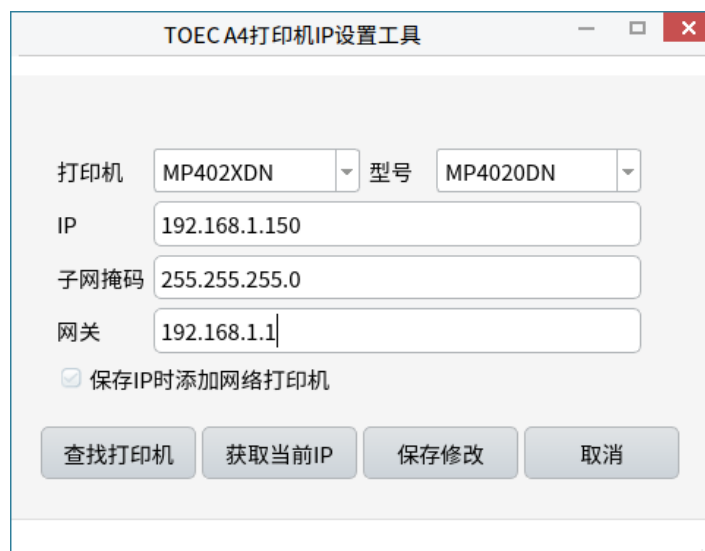 TOEC A4打印机IP设置工具
打印机 MP402XDN 型号 MP4020DN
IP 192.168.1.150
子网掩码 255.255.255.0
网关 192.168.1.1
保存IP时添加网络打印机
查找打印机 获取当前IP 保存修改 取消